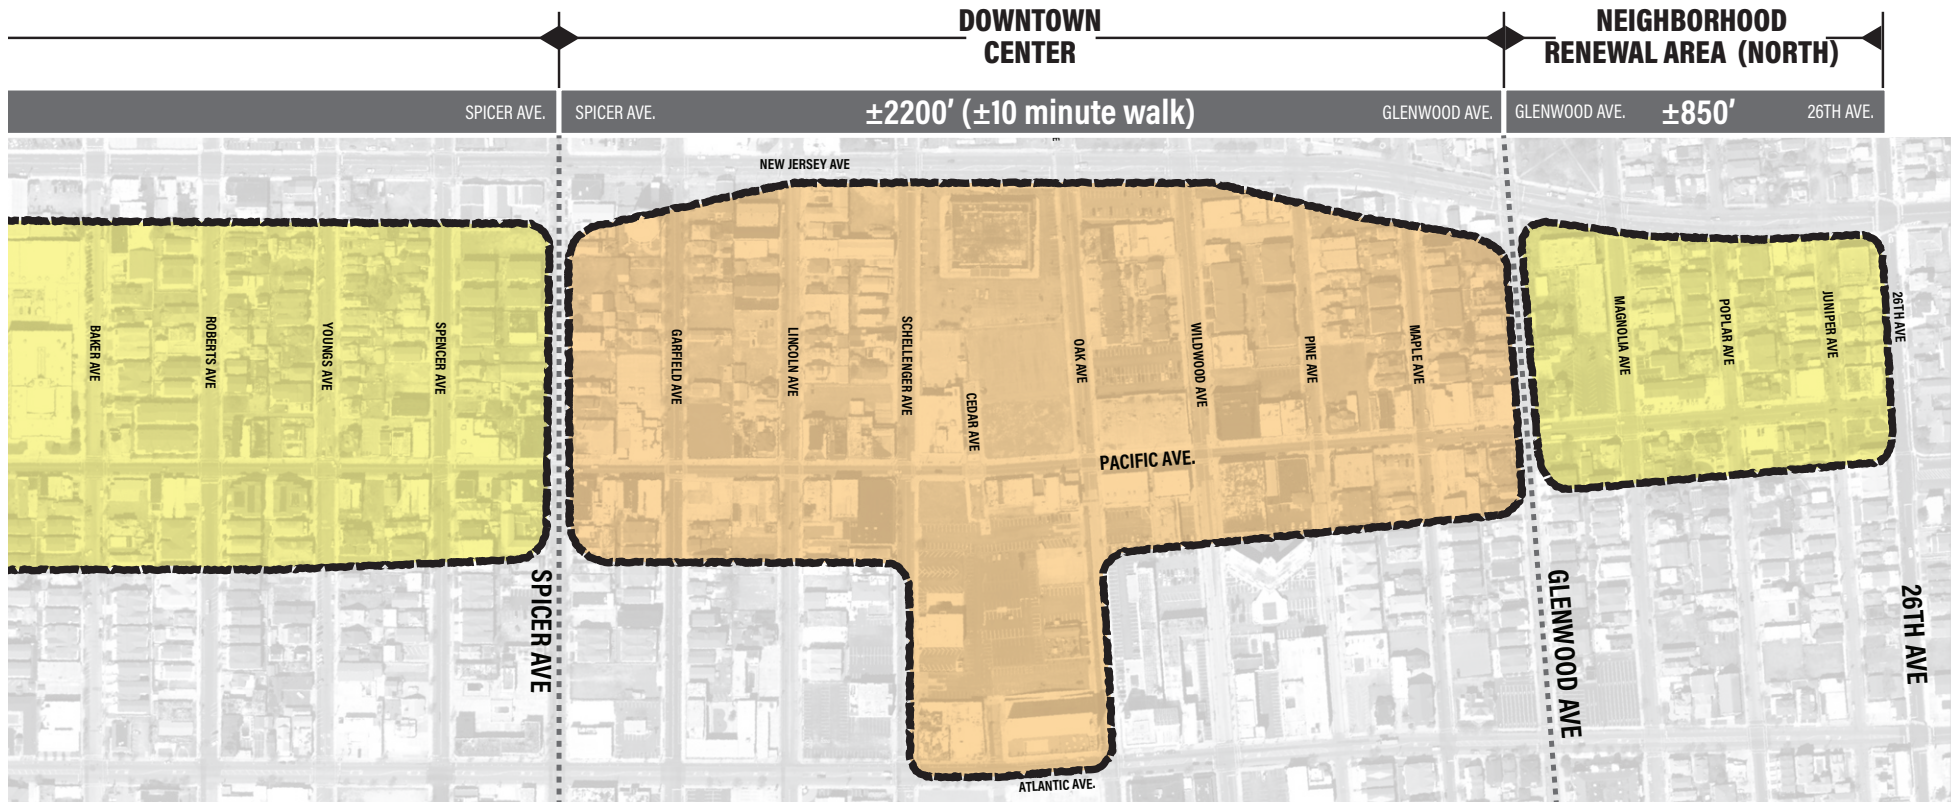 DOWNTOWN
CENTER
NEIGHBORHOOD
RENEWAL AREA (NORTH)
SPICER AVE.
SPICER AVE.
±2200′ (±10 minute walk)
GLENWOOD AVE.
GLENWOOD AVE.
±850′
26TH AVE.
NEW JERSEY AVE
BAKER AVE
ROBERTS AVE
YOUNGS AVE
SPENCER AVE
GARFIELD AVE
LINCOLN AVE
SCHELLENGER AVE
CEDAR AVE
OAK AVE
WILDWOOD AVE
PINE AVE
MAPLE AVE
MAGNOLIA AVE
POPLAR AVE
JUNIPER AVE
26TH AVE
PACIFIC AVE.
SPICER AVE
GLENWOOD AVE
26TH AVE
ATLANTIC AVE.